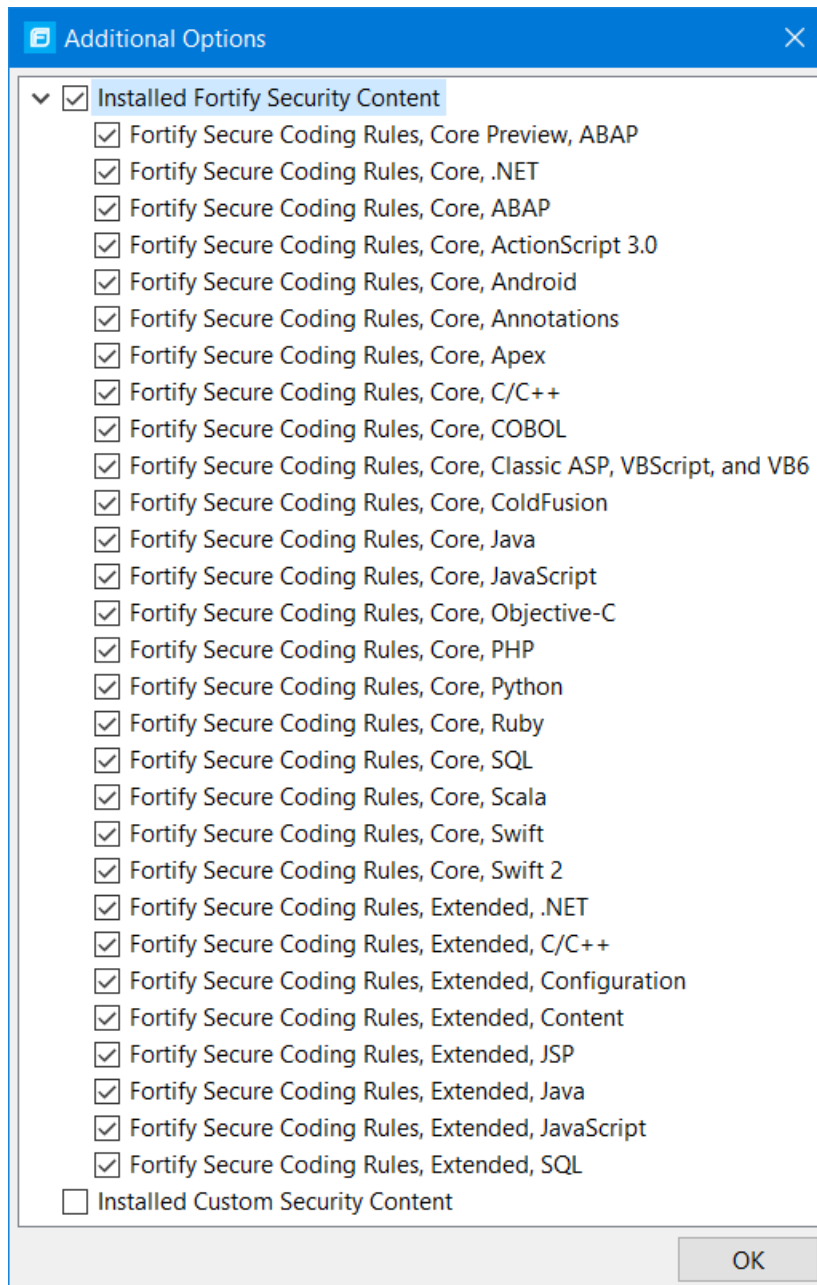 Additional Options
Installed Fortify Security Content
Fortify Secure Coding Rules, Core Preview, ABAP
Fortify Secure Coding Rules, Core, .NET
Fortify Secure Coding Rules, Core, ABAP
Fortify Secure Coding Rules, Core, ActionScript 3.0
Fortify Secure Coding Rules, Core, Android
Fortify Secure Coding Rules, Core, Annotations
Fortify Secure Coding Rules, Core, Apex
Fortify Secure Coding Rules, Core, C/C++
Fortify Secure Coding Rules, Core, COBOL
Fortify Secure Coding Rules, Core, Classic ASP, VBScript, and VB6
Fortify Secure Coding Rules, Core, ColdFusion
Fortify Secure Coding Rules, Core, Java
Fortify Secure Coding Rules, Core, JavaScript
Fortify Secure Coding Rules, Core, Objective-C
Fortify Secure Coding Rules, Core, PHP
Fortify Secure Coding Rules, Core, Python
Fortify Secure Coding Rules, Core, Ruby
Fortify Secure Coding Rules, Core, SQL
Fortify Secure Coding Rules, Core, Scala
Fortify Secure Coding Rules, Core, Swift
Fortify Secure Coding Rules, Core, Swift 2
Fortify Secure Coding Rules, Extended, .NET
Fortify Secure Coding Rules, Extended, C/C++
Fortify Secure Coding Rules, Extended, Configuration
Fortify Secure Coding Rules, Extended, Content
Fortify Secure Coding Rules, Extended, JSP
Fortify Secure Coding Rules, Extended, Java
Fortify Secure Coding Rules, Extended, JavaScript
Fortify Secure Coding Rules, Extended, SQL
Installed Custom Security Content
OK